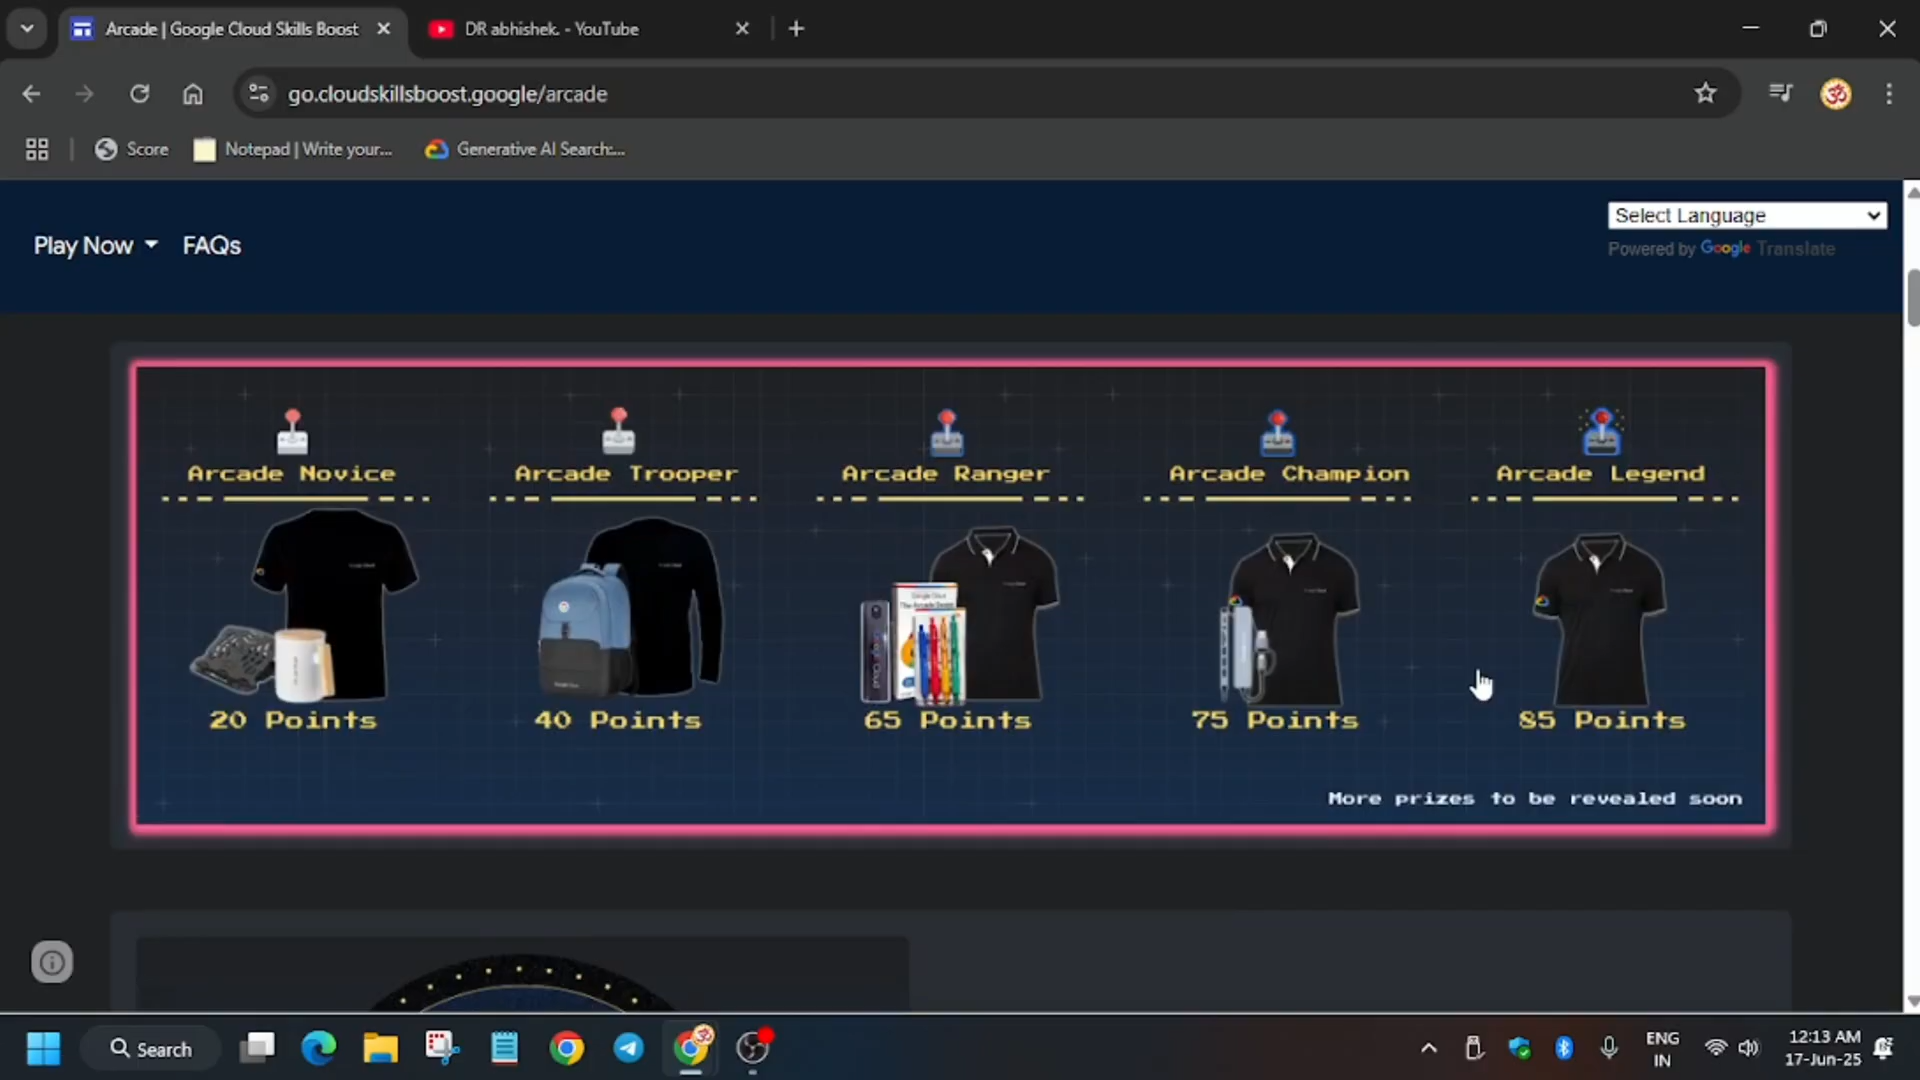 Arcade | Google Cloud Skills Boost
DR abhishek. - YouTube
go.cloudskillsboost.google/arcade
Score
Notepad | Write your...
Generative AI Search:...
Play Now
FAQs
Select Language
Powered by Google Translate
Arcade Novice
Arcade Trooper
Arcade Ranger
Arcade Champion
Arcade Legend
20 Points
40 Points
65 Points
75 Points
85 Points
More prizes to be revealed soon
Search
ENG
IN
12:13 AM
17-Jun-25